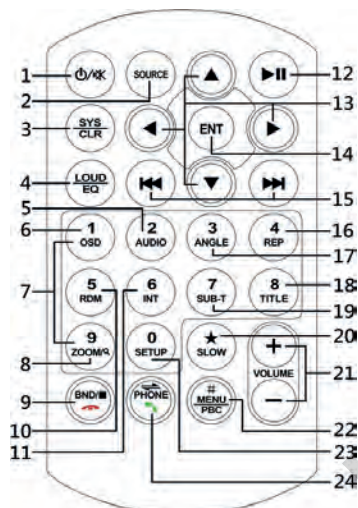 1
SOURCE
12
2
13
3
SYS
CLR
ENT
14
4
LOUD
EQ
15
5
6
1
OSD
2
AUDIO
3
ANGLE
4
REP
16
17
7
5
RDM
6
INT
7
SUB-T
8
TITLE
18
19
9
ZOOM/
0
SETUP
★
SLOW
+
VOLUME
−
20
21
8
9
BND/■
PHONE
#
MENU
PBC
10
11
22
23
24